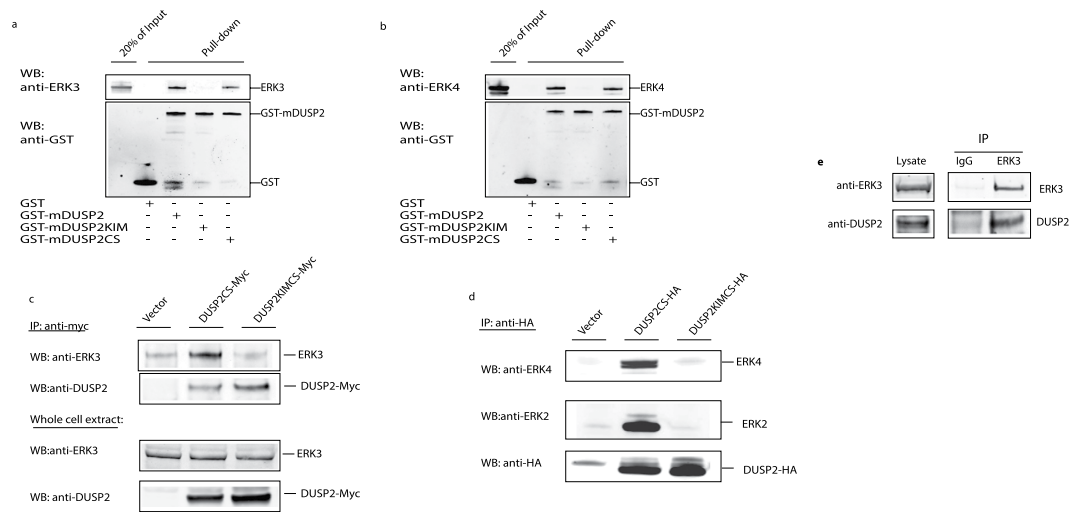 a
20% of Input
Pull-down
WB:
anti-ERK3
ERK3
WB:
anti-GST
GST-mDUSP2
GST
GST + – – –
GST-mDUSP2 – + – –
GST-mDUSP2KIM – – + –
GST-mDUSP2CS – – – +
b
20% of Input
Pull-down
WB:
anti-ERK4
ERK4
WB:
anti-GST
GST-mDUSP2
GST
GST + – – –
GST-mDUSP2 – + – –
GST-mDUSP2KIM – – + –
GST-mDUSP2CS – – – +
e
IP
Lysate IgG ERK3
anti-ERK3 ERK3
anti-DUSP2 DUSP2
c
Vector
DUSP2CS-Myc
DUSP2KIMCS-Myc
IP: anti-myc
WB: anti-ERK3 ERK3
WB:anti-DUSP2 DUSP2-Myc
Whole cell extract:
WB:anti-ERK3 ERK3
WB: anti-DUSP2 DUSP2-Myc
d
Vector
DUSP2CS-HA
DUSP2KIMCS-HA
IP: anti-HA
WB: anti-ERK4 ERK4
WB:anti-ERK2 ERK2
WB: anti-HA DUSP2-HA